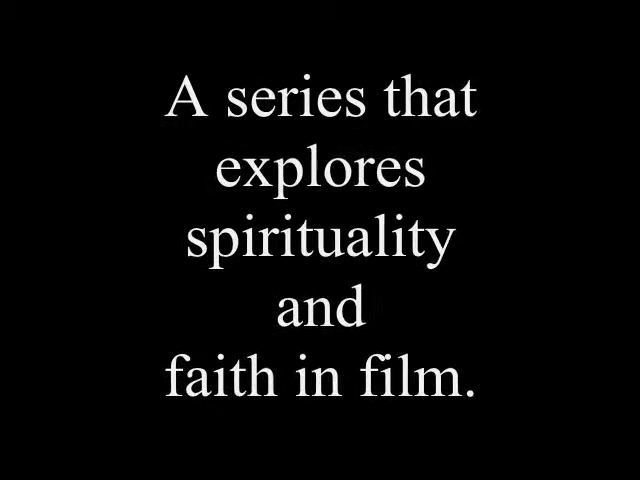 A series that
explores
spirituality
and
faith in film.